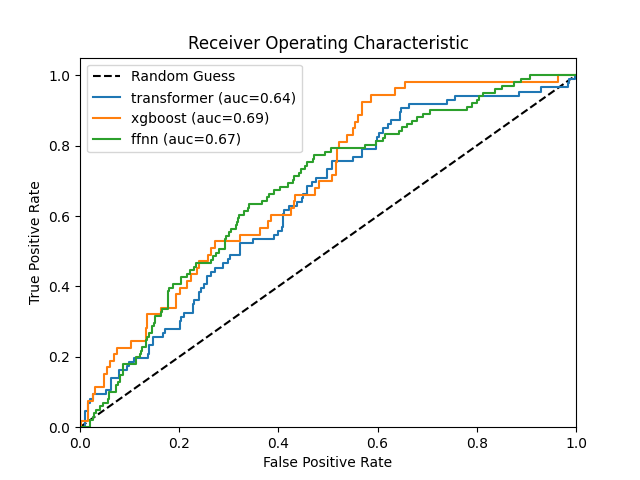 Receiver Operating Characteristic
Random Guess
transformer (auc=0.64)
xgboost (auc=0.69)
ffnn (auc=0.67)
True Positive Rate
1.0
0.8
0.6
0.4
0.2
0.0
0.0 0.2 0.4 0.6 0.8 1.0
False Positive Rate